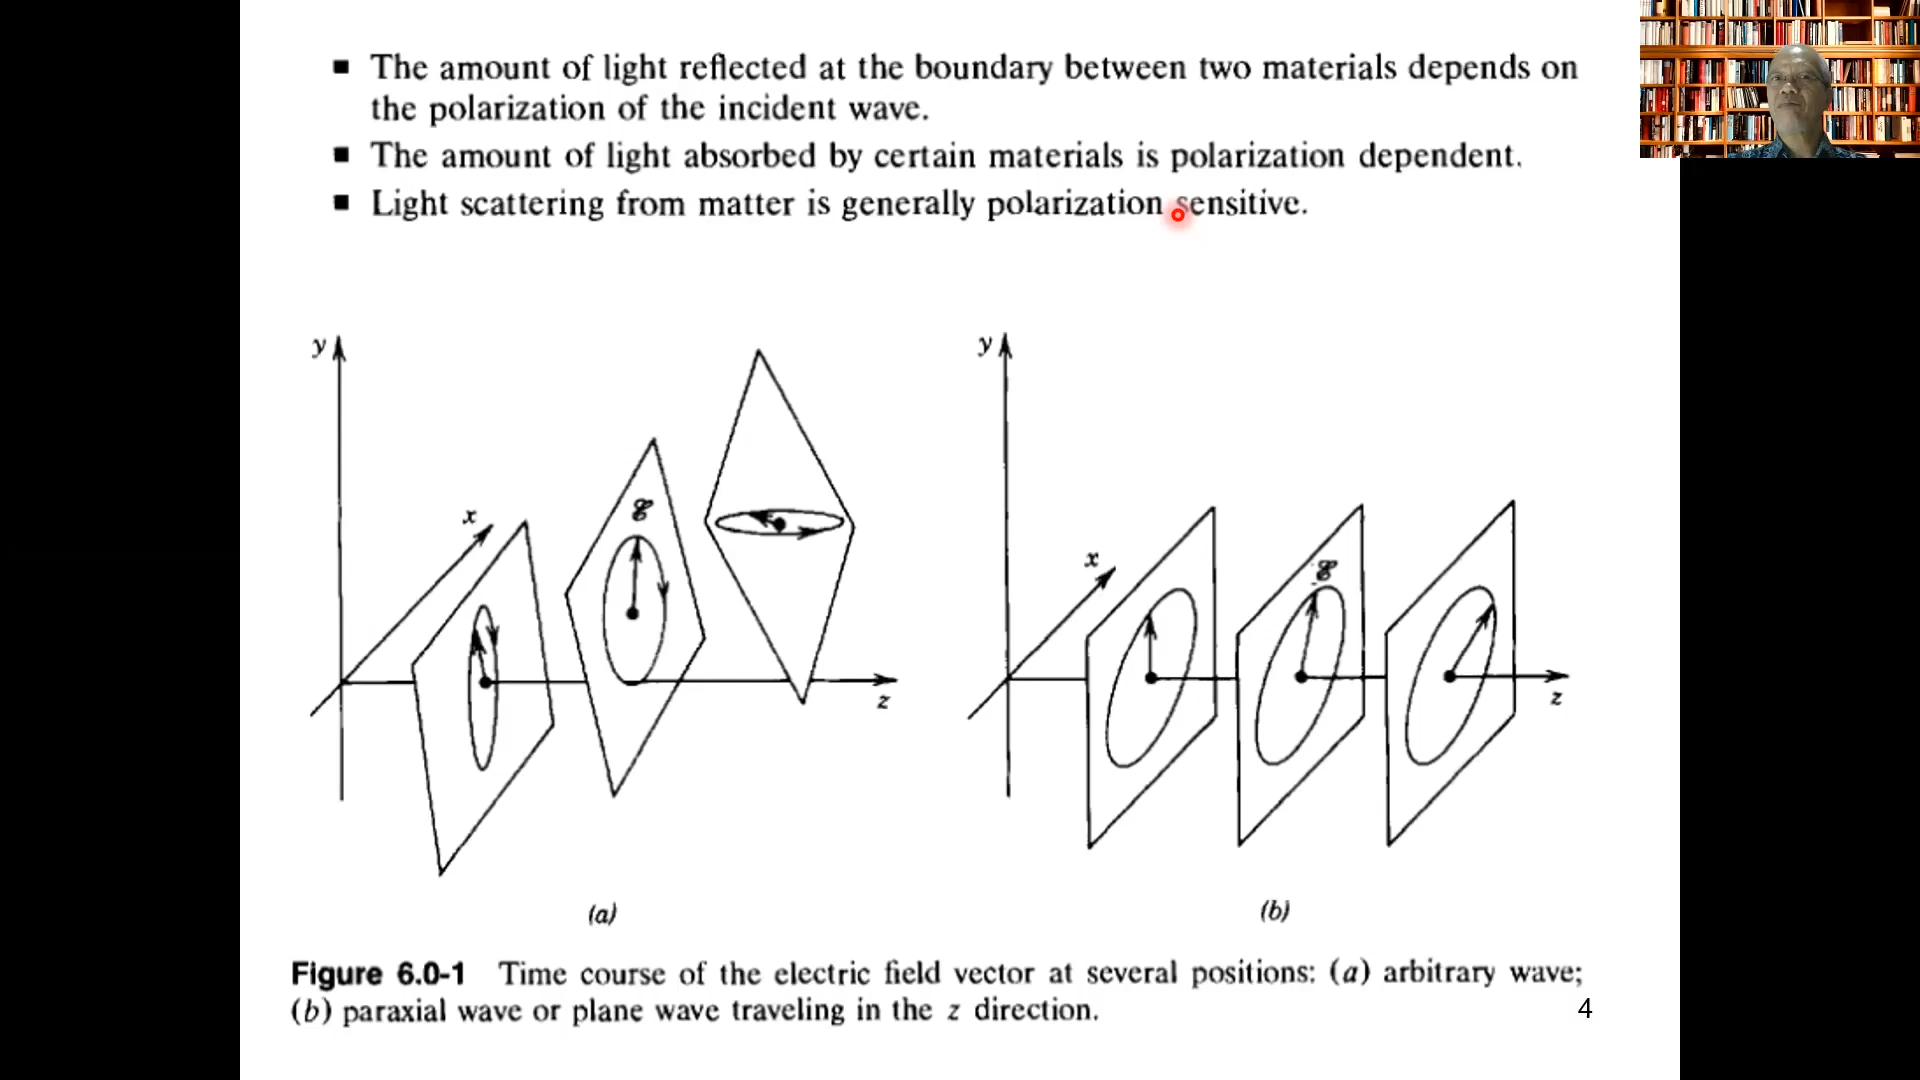 ▪ The amount of light reflected at the boundary between two materials depends on
the polarization of the incident wave.
▪ The amount of light absorbed by certain materials is polarization dependent.
▪ Light scattering from matter is generally polarization sensitive.
y
x
ℰ
z
(a)
y
x
ℰ
z
(b)
Figure 6.0-1 Time course of the electric field vector at several positions: (a) arbitrary wave;
(b) paraxial wave or plane wave traveling in the z direction.
4